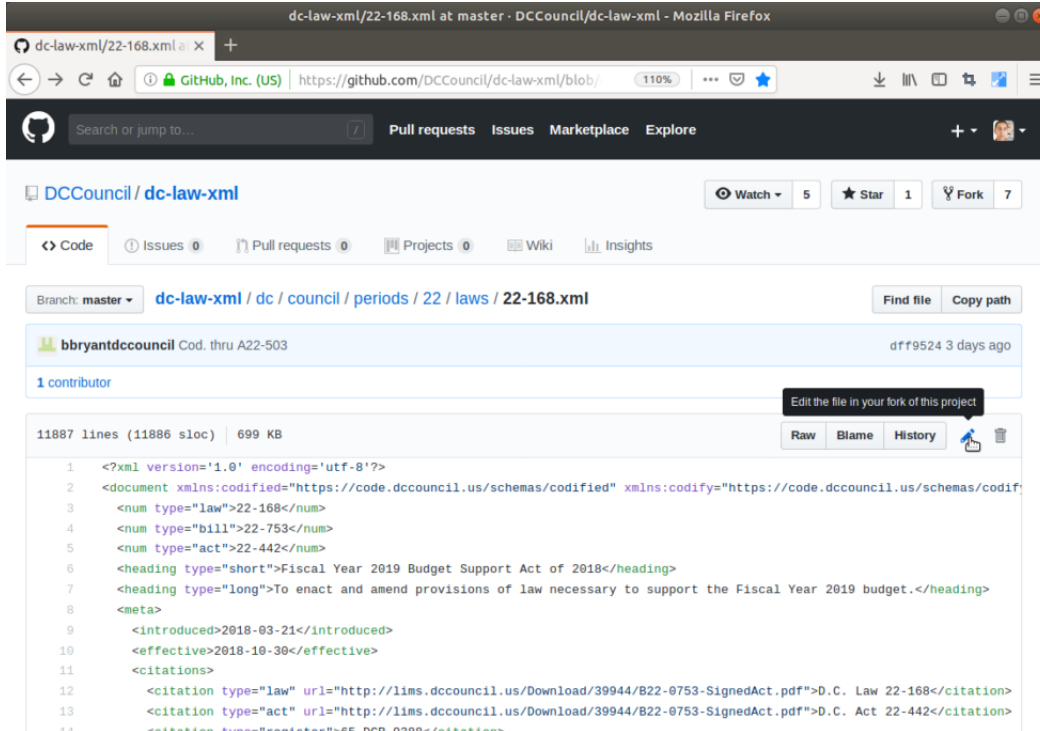 dc-law-xml/22-168.xml at master · DCCouncil/dc-law-xml - Mozilla Firefox
dc-law-xml/22-168.xml a
GitHub, Inc. (US) https://github.com/DCCouncil/dc-law-xml/blob/ 110%
Search or jump to... / Pull requests Issues Marketplace Explore
DCCouncil / dc-law-xml Watch 5 Star 1 Fork 7
<> Code Issues 0 Pull requests 0 Projects 0 Wiki Insights
Branch: master dc-law-xml / dc / council / periods / 22 / laws / 22-168.xml Find file Copy path
bbryantdccouncil Cod. thru A22-503 dff9524 3 days ago
1 contributor
Edit the file in your fork of this project
11887 lines (11886 sloc) 699 KB Raw Blame History
1 <?xml version='1.0' encoding='utf-8'?>
2 <document xmlns:codified="https://code.dccouncil.us/schemas/codified" xmlns:codify="https://code.dccouncil.us/schemas/codify
3 <num type="law">22-168</num>
4 <num type="bill">22-753</num>
5 <num type="act">22-442</num>
6 <heading type="short">Fiscal Year 2019 Budget Support Act of 2018</heading>
7 <heading type="long">To enact and amend provisions of law necessary to support the Fiscal Year 2019 budget.</heading>
8 <meta>
9 <introduced>2018-03-21</introduced>
10 <effective>2018-10-30</effective>
11 <citations>
12 <citation type="law" url="http://lims.dccouncil.us/Download/39944/B22-0753-SignedAct.pdf">D.C. Law 22-168</citation>
13 <citation type="act" url="http://lims.dccouncil.us/Download/39944/B22-0753-SignedAct.pdf">D.C. Act 22-442</citation>
14 <citation type="register">65 DCR 9388</citation>